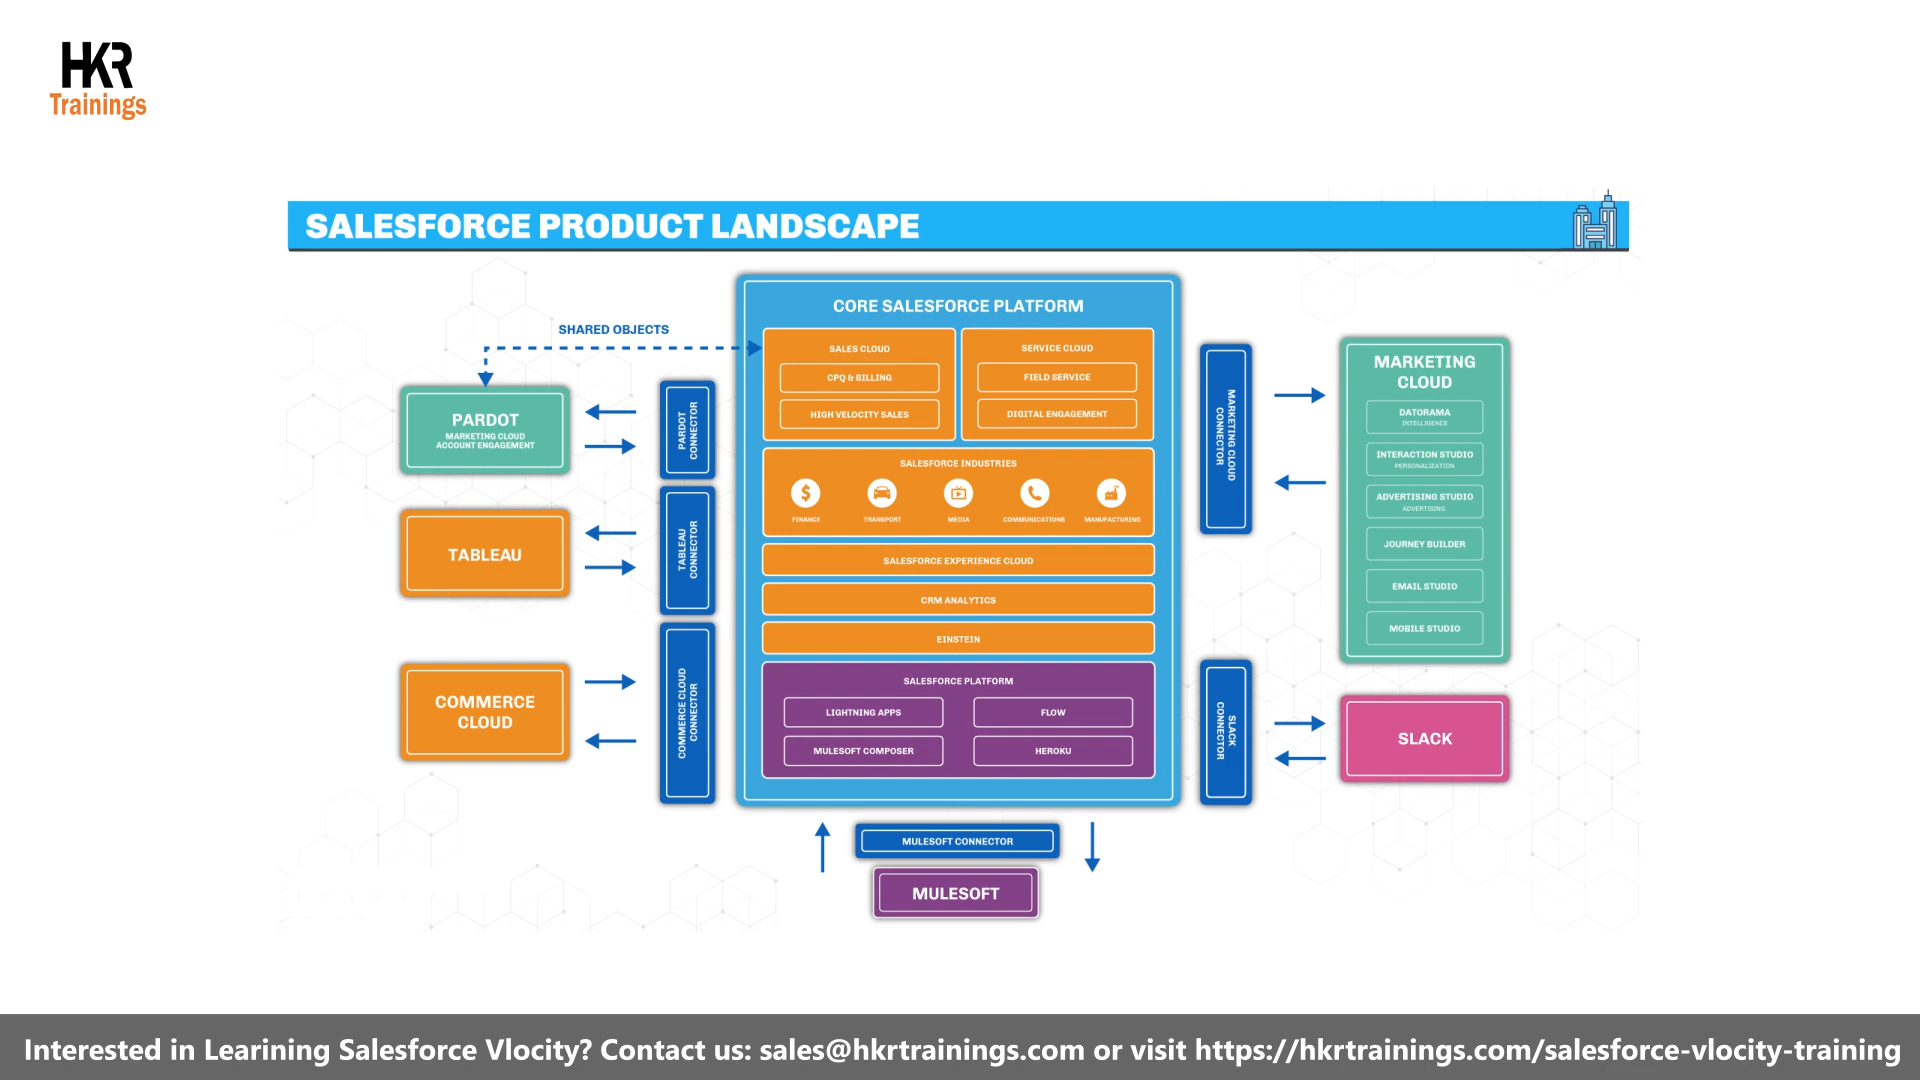 HKR
Trainings
SALESFORCE PRODUCT LANDSCAPE
SHARED OBJECTS
PARDOT
MARKETING CLOUD
ACCOUNT ENGAGEMENT
TABLEAU
COMMERCE
CLOUD
PARDOT
CONNECTOR
TABLEAU
CONNECTOR
COMMERCE CLOUD
CONNECTOR
CORE SALESFORCE PLATFORM
SALES CLOUD
CPQ & BILLING
HIGH VELOCITY SALES
SERVICE CLOUD
FIELD SERVICE
DIGITAL ENGAGEMENT
SALESFORCE INDUSTRIES
FINANCE
TRANSPORT
MEDIA
COMMUNICATIONS
MANUFACTURING
SALESFORCE EXPERIENCE CLOUD
CRM ANALYTICS
EINSTEIN
SALESFORCE PLATFORM
LIGHTNING APPS
FLOW
MULESOFT COMPOSER
HEROKU
MULESOFT CONNECTOR
MULESOFT
MARKETING CLOUD
CONNECTOR
SLACK
CONNECTOR
MARKETING
CLOUD
DATORAMA
INTELLIGENCE
INTERACTION STUDIO
PERSONALIZATION
ADVERTISING STUDIO
ADVERTISING
JOURNEY BUILDER
EMAIL STUDIO
MOBILE STUDIO
SLACK
Interested in Learining Salesforce Vlocity? Contact us: sales@hkrtrainings.com or visit https://hkrtrainings.com/salesforce-vlocity-training